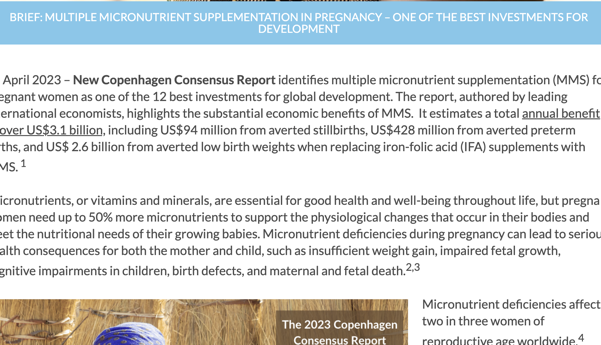 BRIEF: MULTIPLE MICRONUTRIENT SUPPLEMENTATION IN PREGNANCY – ONE OF THE BEST INVESTMENTS FOR
DEVELOPMENT
April 2023 – New Copenhagen Consensus Report identifies multiple micronutrient supplementation (MMS) fo
egnant women as one of the 12 best investments for global development. The report, authored by leading
ernational economists, highlights the substantial economic benefits of MMS. It estimates a total annual benefit
over US$3.1 billion, including US$94 million from averted stillbirths, US$428 million from averted preterm
ths, and US$ 2.6 billion from averted low birth weights when replacing iron-folic acid (IFA) supplements with
MS. 1
icronutrients, or vitamins and minerals, are essential for good health and well-being throughout life, but pregna
omen need up to 50% more micronutrients to support the physiological changes that occur in their bodies and
eet the nutritional needs of their growing babies. Micronutrient deficiencies during pregnancy can lead to seriou
alth consequences for both the mother and child, such as insufficient weight gain, impaired fetal growth,
gnitive impairments in children, birth defects, and maternal and fetal death.2,3
The 2023 Copenhagen
Consensus Report
Micronutrient deficiencies affect
two in three women of
reproductive age worldwide.4